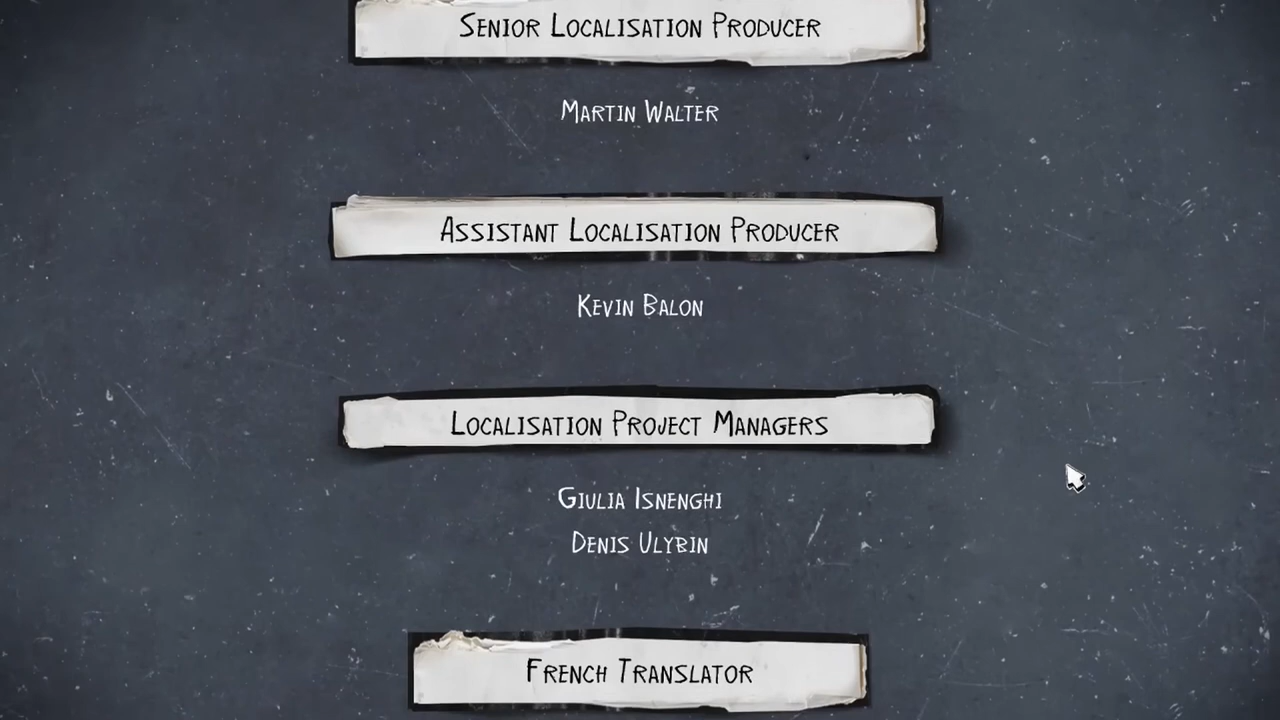 Senior Localisation Producer
Martin Walter
Assistant Localisation Producer
Kevin Balon
Localisation Project Managers
Giulia Isnenghi
Denis Ulybin
French Translator